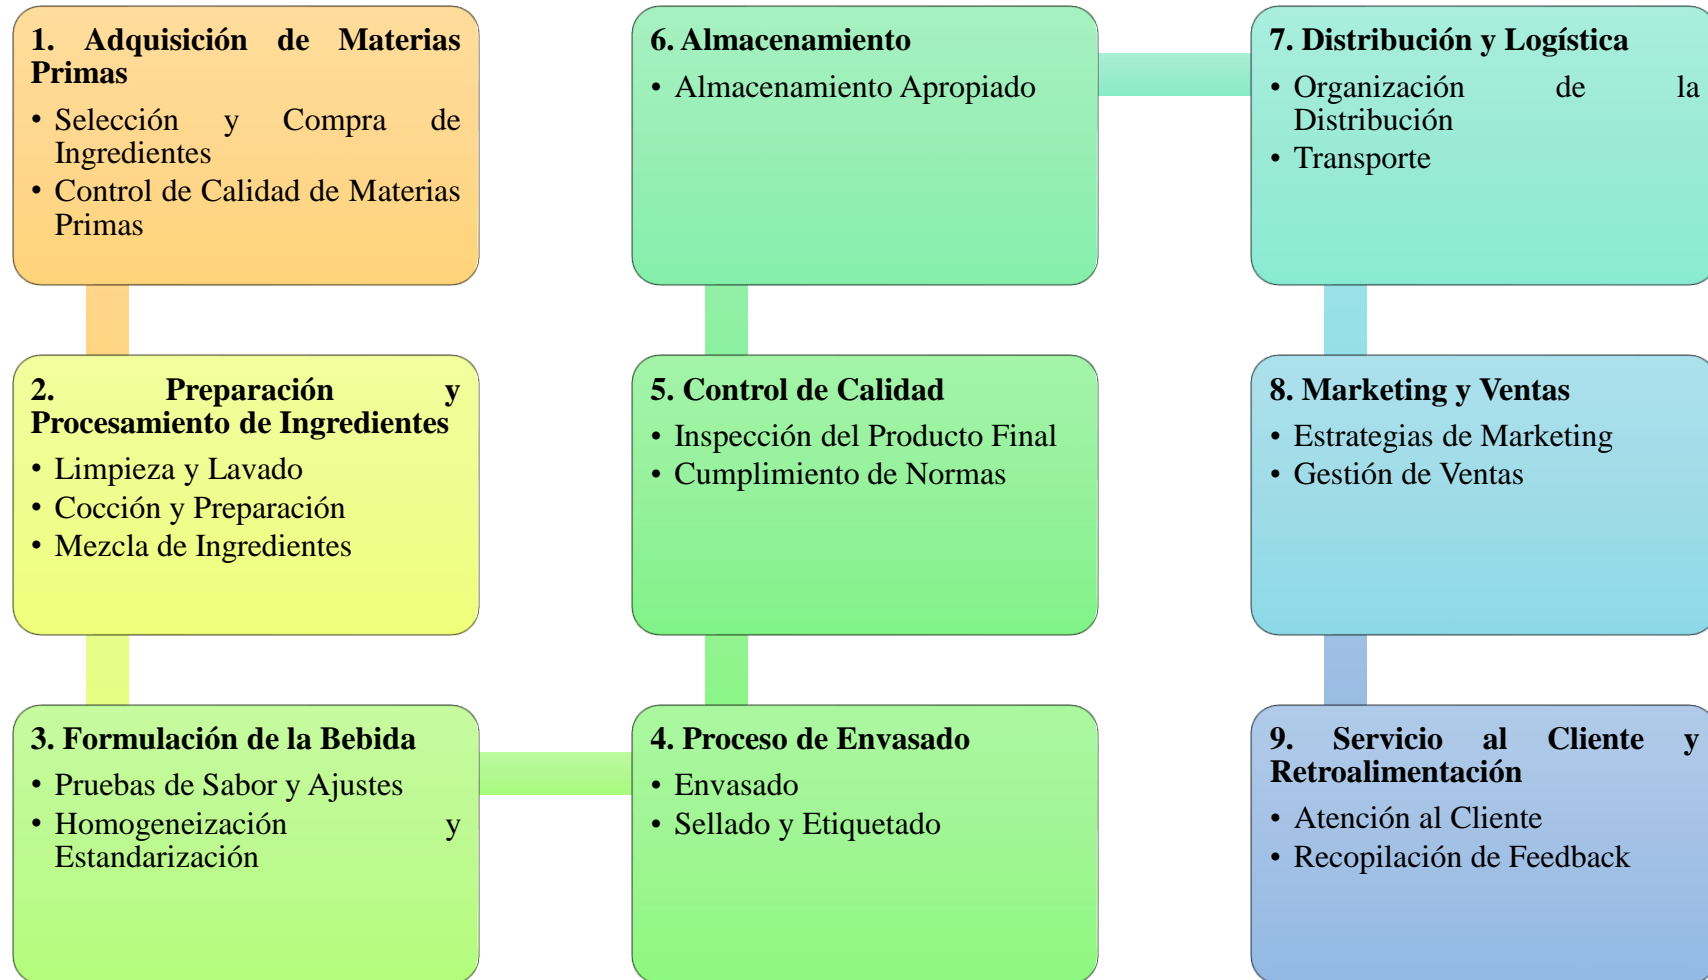 1. Adquisición de Materias
Primas
• Selección y Compra de
Ingredientes
• Control de Calidad de Materias
Primas
2. Preparación y
Procesamiento de Ingredientes
• Limpieza y Lavado
• Cocción y Preparación
• Mezcla de Ingredientes
3. Formulación de la Bebida
• Pruebas de Sabor y Ajustes
• Homogeneización y
Estandarización
4. Proceso de Envasado
• Envasado
• Sellado y Etiquetado
5. Control de Calidad
• Inspección del Producto Final
• Cumplimiento de Normas
6. Almacenamiento
• Almacenamiento Apropiado
7. Distribución y Logística
• Organización de la
Distribución
• Transporte
8. Marketing y Ventas
• Estrategias de Marketing
• Gestión de Ventas
9. Servicio al Cliente y
Retroalimentación
• Atención al Cliente
• Recopilación de Feedback